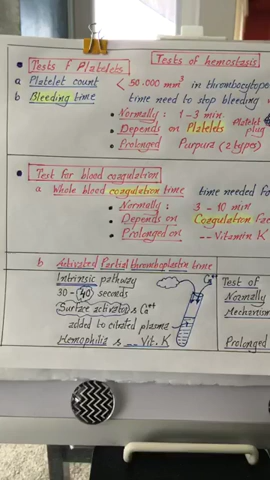 Tests of hemostasis
• Tests of Platelets
a Platelet count < 50.000 mm³ in thrombocytope
b Bleeding time time need to stop bleeding
• Normally: 1-3 min. Platelet
• Depends on Platelets plug
• Prolonged Purpura (2 types)
• Test for blood coagulation
a Whole blood coagulation time time needed fo
• Normally: 3 - 10 min
• Depends on Coagulation Fac
• Prolonged on -- Vitamin K
b Activated Partial thromboplastin time
Intrinsic pathway Ca++
30 - 40 seconds
Surface activator & Ca++
added to citrated plasma
Hemophilia & __ Vit. K
Test of
Normally
Mechanism
Prolonged